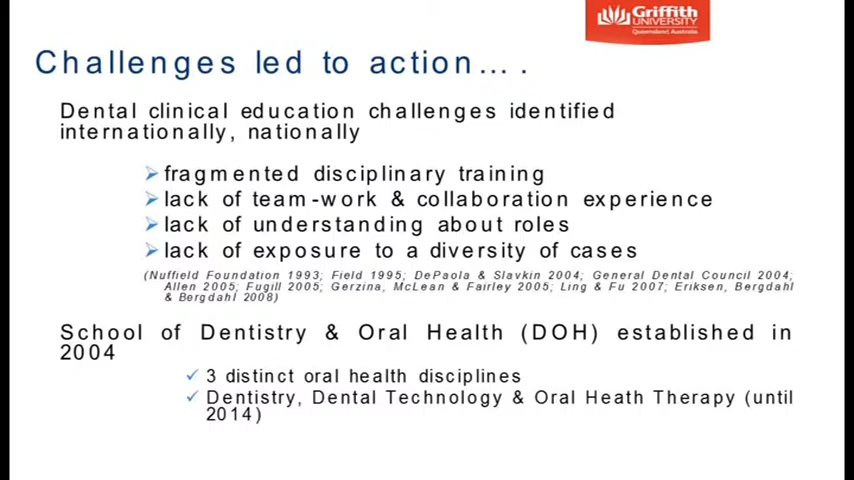 Griffith
UNIVERSITY
Queensland, Australia
Challenges led to action... .
Dental clinical education challenges identified
internationally, nationally
fragmented disciplinary training
lack of team-work & collaboration experience
lack of understanding about roles
lack of exposure to a diversity of cases
(Nuffield Foundation 1993; Field 1995; DePaola & Slavkin 2004; General Dental Council 2004;
Allen 2005; Fugill 2005; Gerzina, McLean & Fairley 2005; Ling & Fu 2007; Eriksen, Bergdahl
& Bergdahl 2008)
School of Dentistry & Oral Health (DOH) established in
2004
3 distinct oral health disciplines
Dentistry, Dental Technology & Oral Heath Therapy (until
2014)